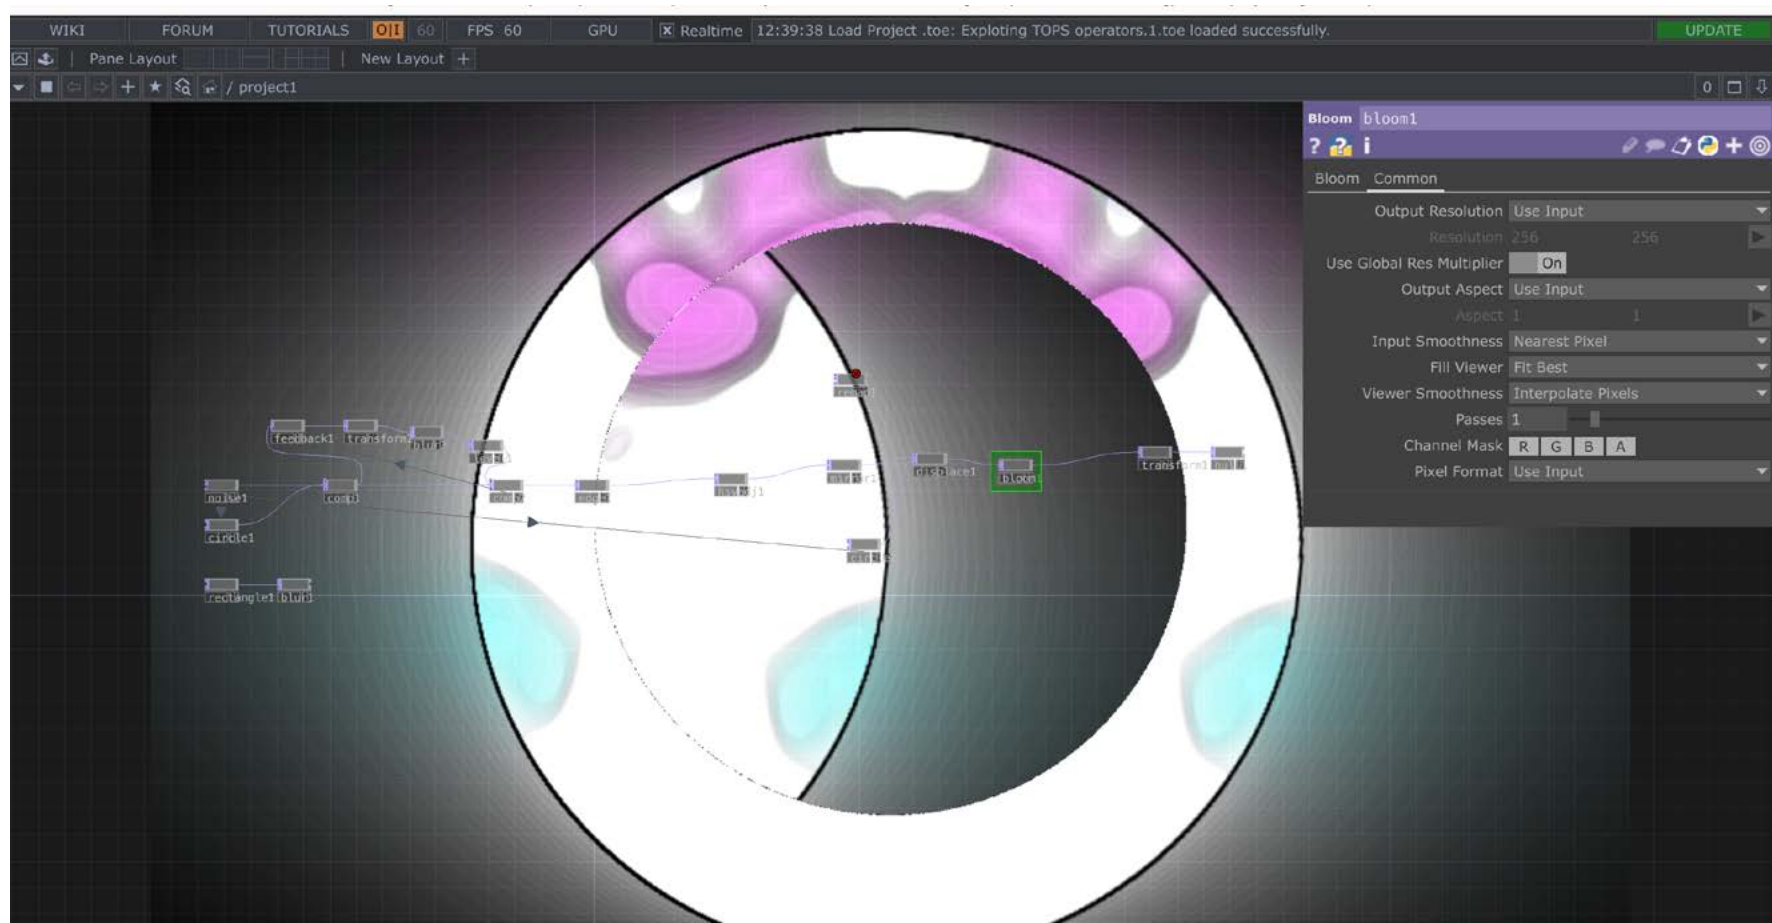 WIKI FORUM TUTORIALS O|I 60 FPS 60 GPU Realtime 12:39:38 Load Project .toe: Exploting TOPS operators.1.toe loaded successfully. UPDATE
Pane Layout New Layout +
/ project1 0
Bloom bloom1
? ? i
Bloom Common
Output Resolution Use Input
Resolution 256 256
Use Global Res Multiplier On
Output Aspect Use Input
Aspect 1 1
Input Smoothness Nearest Pixel
Fill Viewer Fit Best
Viewer Smoothness Interpolate Pixels
Passes 1
Channel Mask R G B A
Pixel Format Use Input
feedback1 transform2
displace1 bloom1 transform1
noise1 comp1
circle1
rectangle1 blur1